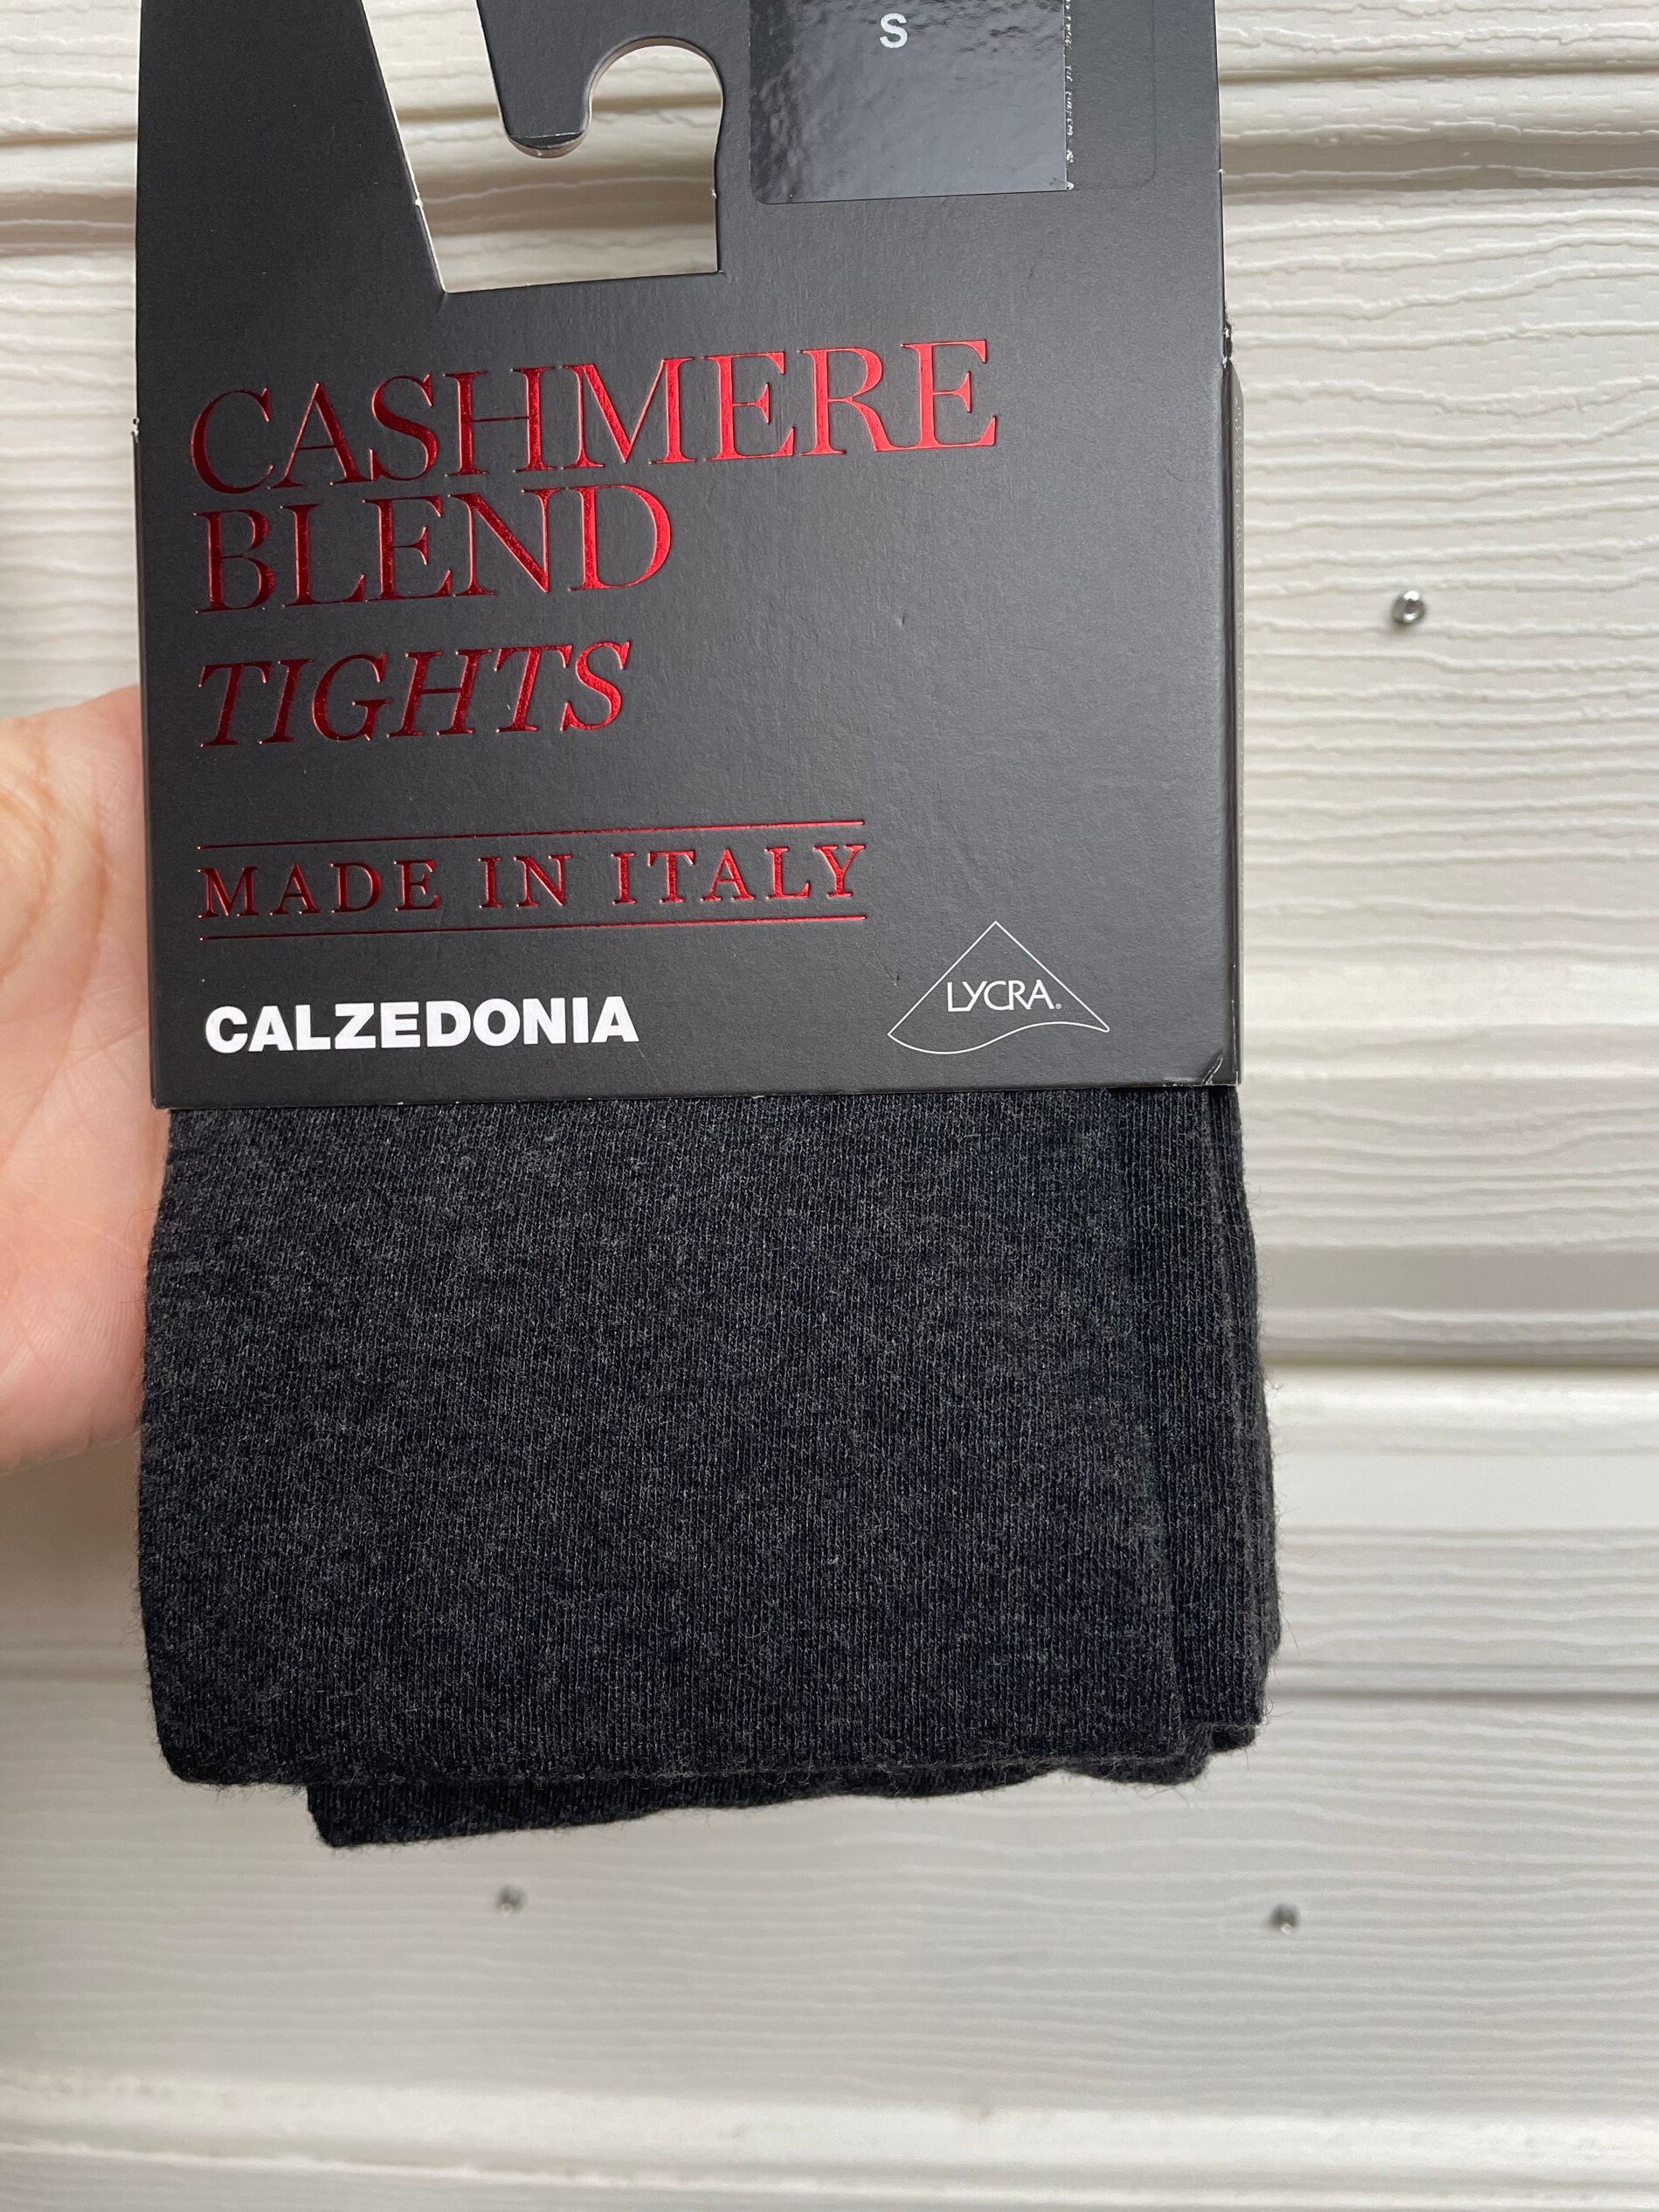 S
CASHMERE
BLEND
TIGHTS
MADE IN ITALY
CALZEDONIA
LYCRA®